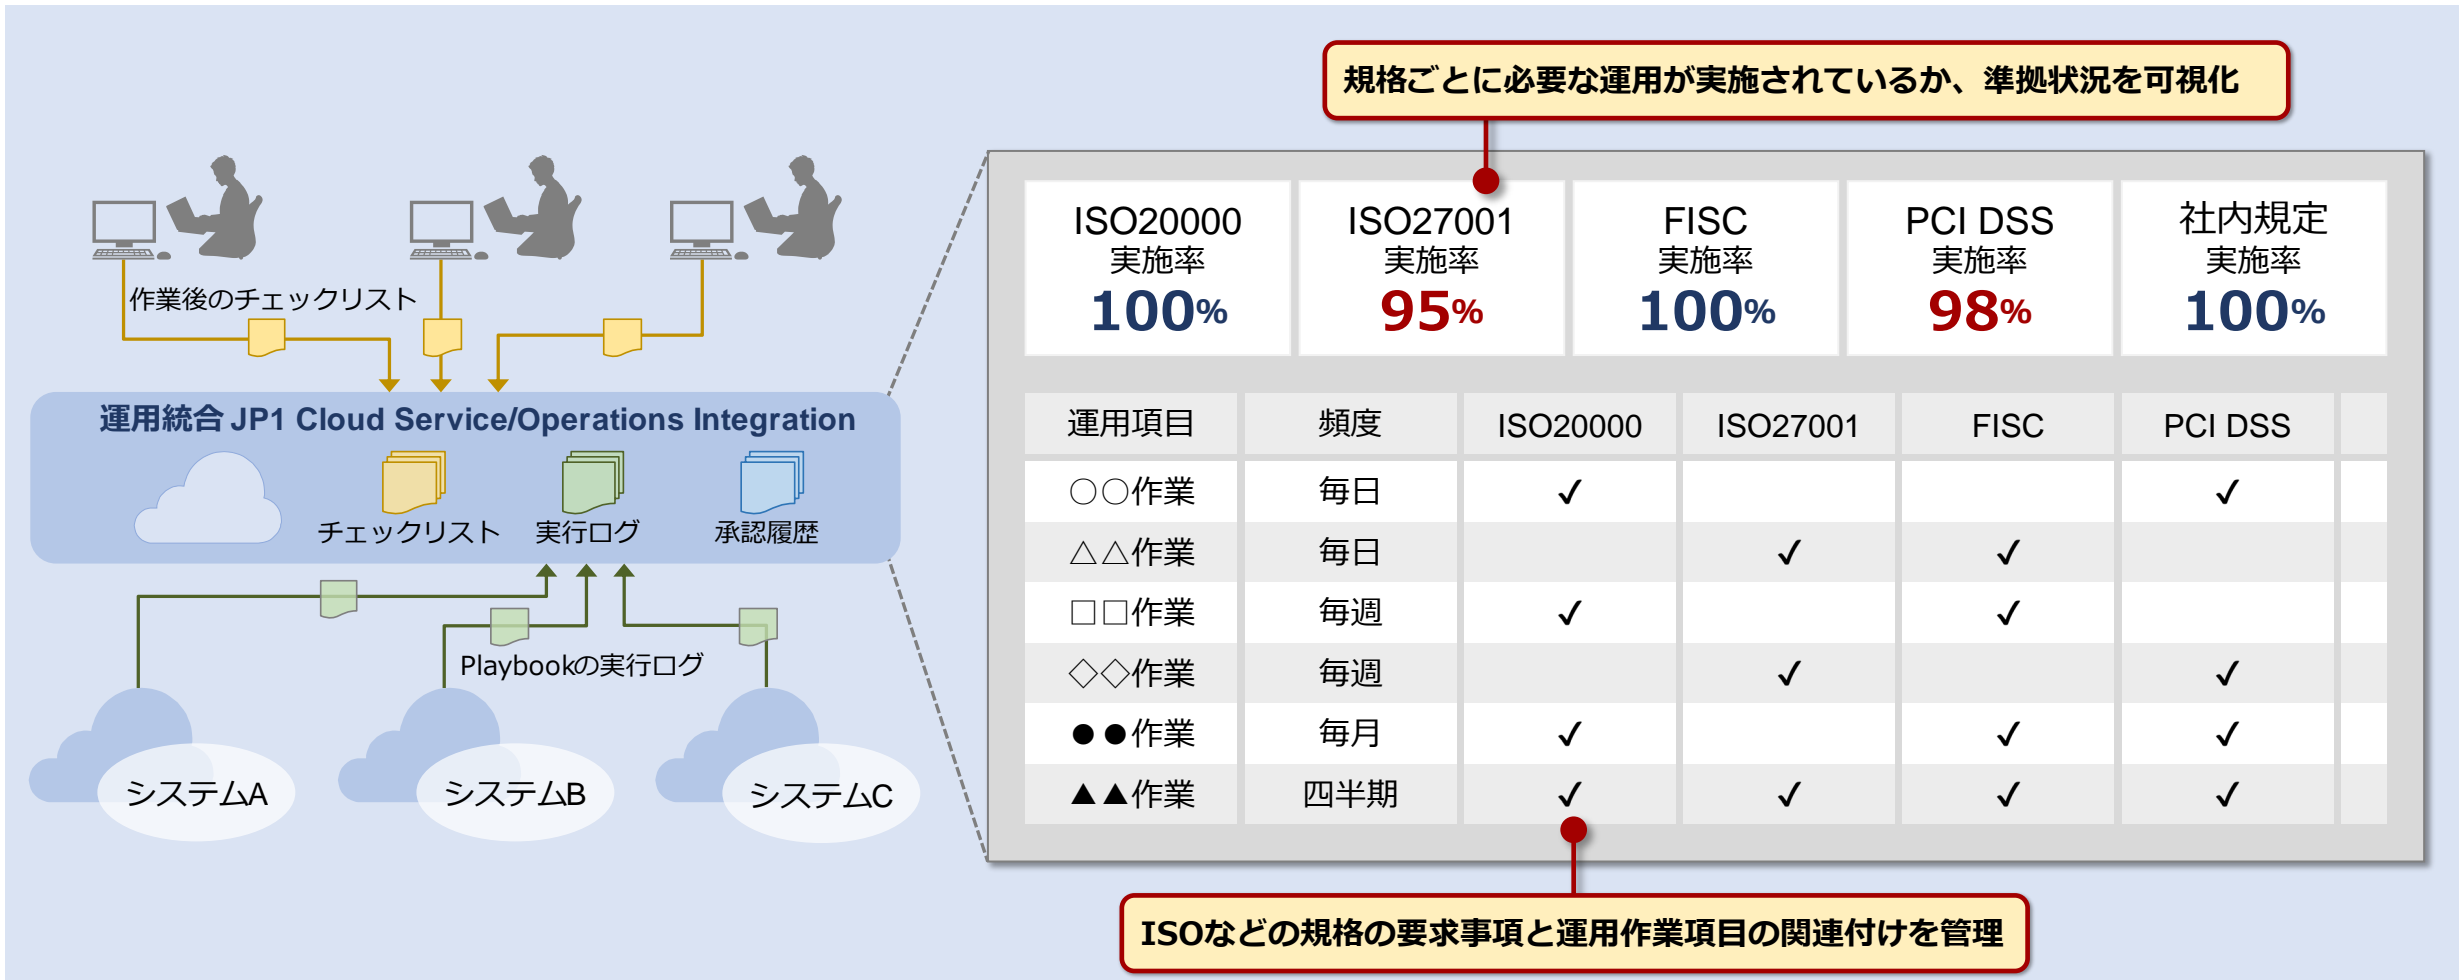 規格ごとに必要な運用が実施されているか、準拠状況を可視化
作業後のチェックリスト
運用統合 JP1 Cloud Service/Operations Integration
チェックリスト 実行ログ 承認履歴
Playbookの実行ログ
システムA システムB システムC
ISO20000 ISO27001 FISC PCI DSS 社内規定
実施率 実施率 実施率 実施率 実施率
100% 95% 100% 98% 100%
運用項目 頻度 ISO20000 ISO27001 FISC PCI DSS
○○作業 毎日 ✓ ✓
△△作業 毎日 ✓ ✓
□□作業 毎週 ✓ ✓
◇◇作業 毎週 ✓ ✓
●●作業 毎月 ✓ ✓ ✓
▲▲作業 四半期 ✓ ✓ ✓ ✓
ISOなどの規格の要求事項と運用作業項目の関連付けを管理